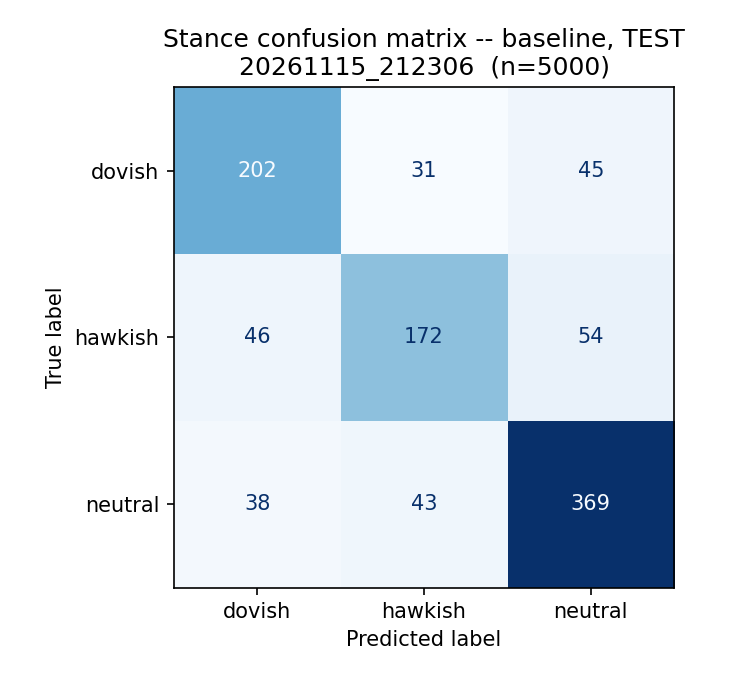 Stance confusion matrix -- baseline, TEST
20261115_212306 (n=5000)
True label
dovish 202 31 45
hawkish 46 172 54
neutral 38 43 369
dovish hawkish neutral
Predicted label